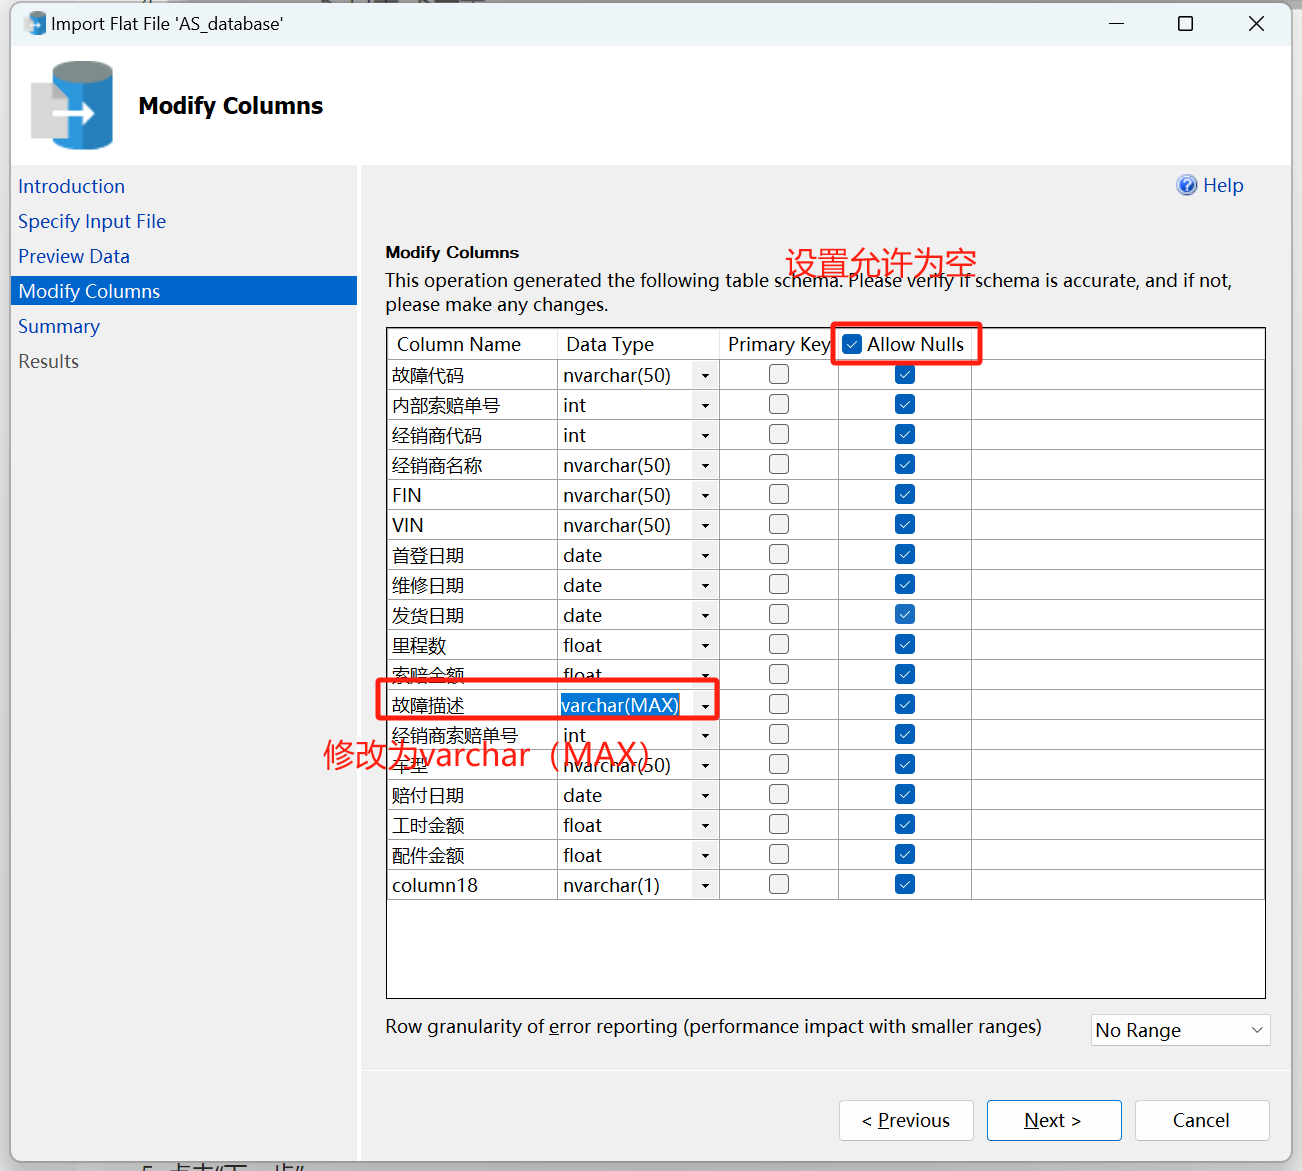 Import Flat File 'AS_database'
Modify Columns
Introduction
Specify Input File
Preview Data
Modify Columns
Summary
Results
Help
Modify Columns
设置允许为空
This operation generated the following table schema. Please verify if schema is accurate, and if not,
please make any changes.
Column Name Data Type Primary Key Allow Nulls
故障代码 nvarchar(50)
内部索赔单号 int
经销商代码 int
经销商名称 nvarchar(50)
FIN nvarchar(50)
VIN nvarchar(50)
首登日期 date
维修日期 date
发货日期 date
里程数 float
索赔金额 float
故障描述 varchar(MAX)
经销商索赔单号 int
修改为varchar（MAX）
车型 nvarchar(50)
赔付日期 date
工时金额 float
配件金额 float
column18 nvarchar(1)
Row granularity of error reporting (performance impact with smaller ranges) No Range
< Previous Next > Cancel
5. 点击“下一步”